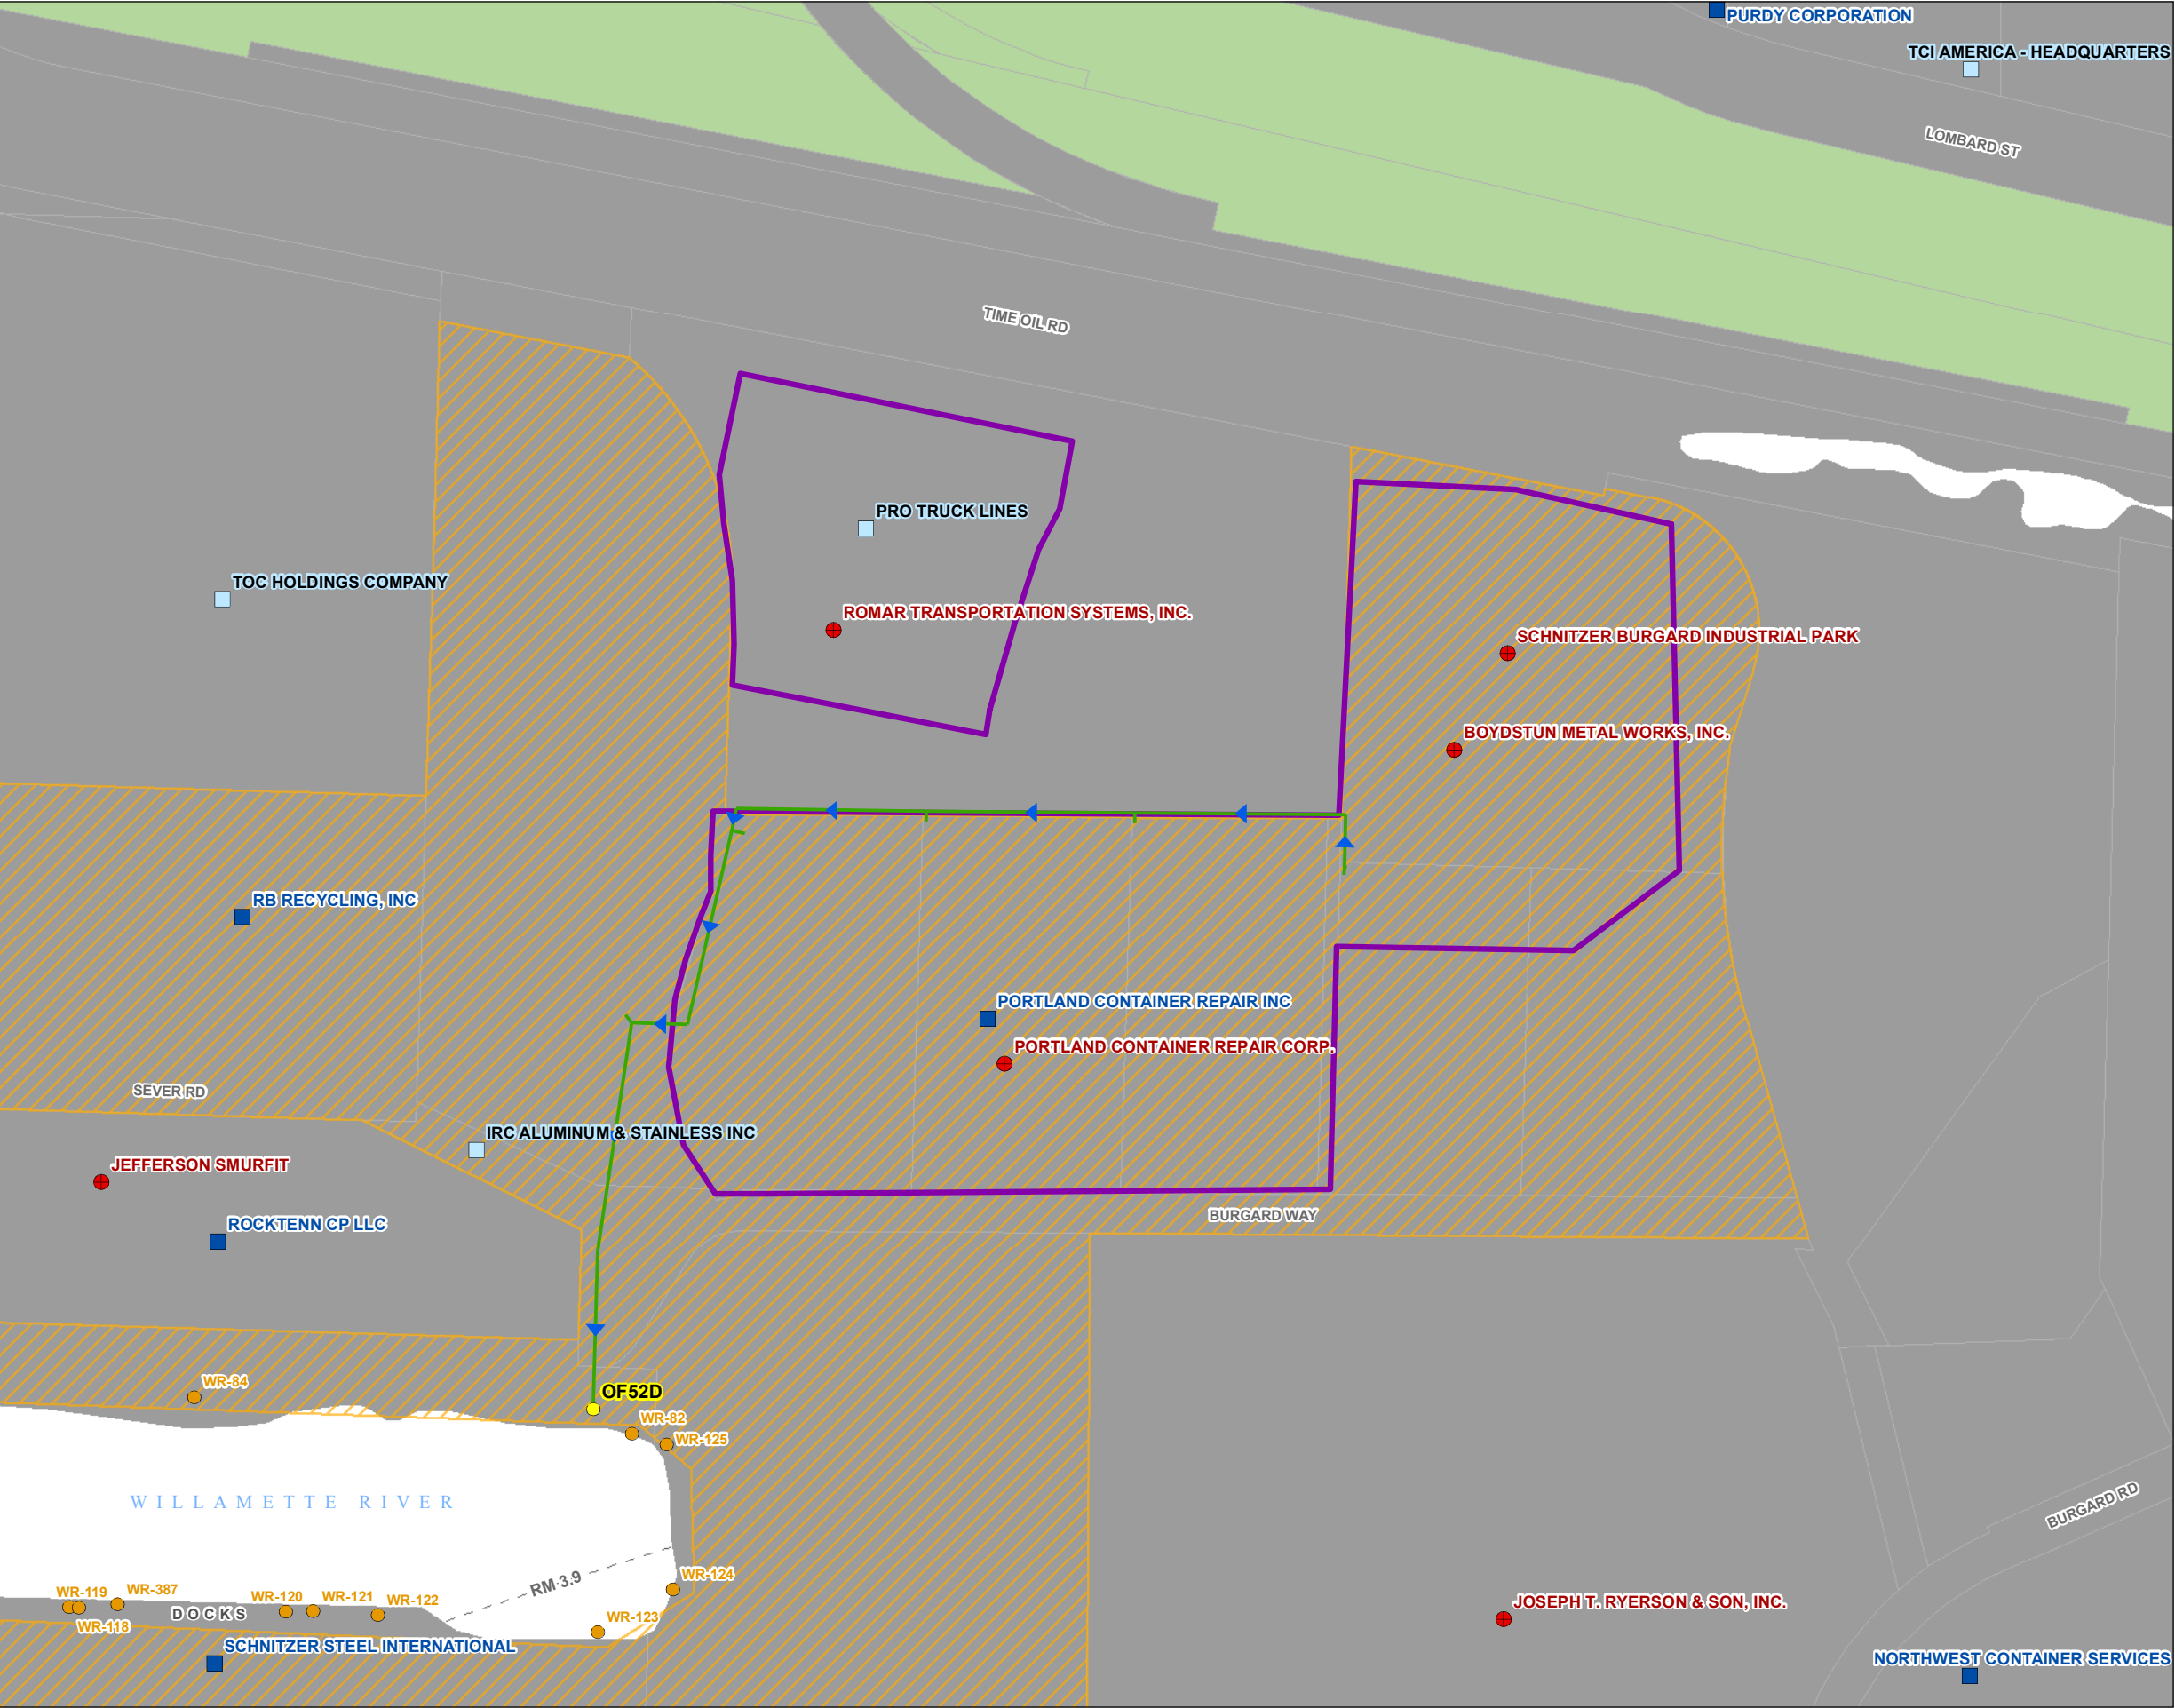 PURDY CORPORATION
TCI AMERICA - HEADQUARTERS
LOMBARD ST
TIME OIL RD
PRO TRUCK LINES
TOC HOLDINGS COMPANY
ROMAR TRANSPORTATION SYSTEMS, INC.
SCHNITZER BURGARD INDUSTRIAL PARK
BOYDSTUN METAL WORKS, INC.
RB RECYCLING, INC
PORTLAND CONTAINER REPAIR INC
PORTLAND CONTAINER REPAIR CORP.
SEVER RD
IRC ALUMINUM & STAINLESS INC
JEFFERSON SMURFIT
ROCKTENN CP LLC
BURGARD WAY
WR-84
OF52D
WR-82
WR-125
WILLAMETTE RIVER
BURGARD RD
RM 3.9
WR-124
WR-119
WR-387
WR-120
WR-121
WR-122
JOSEPH T. RYERSON & SON, INC.
DOCKS
WR-123
WR-118
SCHNITZER STEEL INTERNATIONAL
NORTHWEST CONTAINER SERVICES